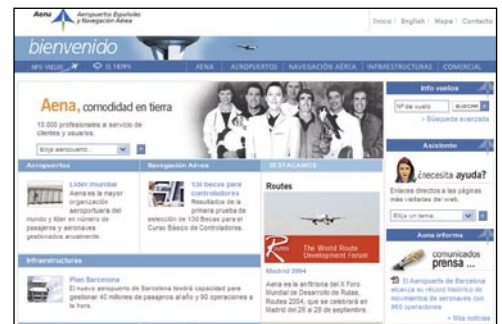 Aena
Aeropuertos Españoles
y Navegación Aérea
Inicio | English | Mapa | Contacto
bienvenido
INFO VUELOS
EL TIEMPO
AENA | AEROPUERTOS | NAVEGACIÓN AÉREA | INFRAESTRUCTURAS | COMERCIAL
Aena, comodidad en tierra
10.000 profesionales a servicio de
clientes y usuarios.
Elija aeropuerto...
Info vuelos
Nº de vuelo
BUSCAR
> Búsqueda avanzada
Asistente
¿necesita ayuda?
Enlaces directos a las páginas
más visitadas del web.
Elija un tema...
Aena informa
comunicados
prensa ...
El Aeropuerto de Barcelona
alcanza su récord histórico de
movimientos de aeronaves con
960 operaciones
> Más noticias
Aeropuertos
Líder mundial
Aena es la mayor
organización
aeroportuaria del
mundo y líder en número de
pasajeros y aeronaves
gestionados anualmente.
Navegación Aérea
130 becas para
controladores
Resultados de la
primera prueba de
selección de 130 Becas para el
Curso Básico de Controladores.
DESTACAMOS
Routes
Routes
The World Route
Development Forum
Madrid 2004
Aena es la anfitriona del X Foro
Mundial de Desarrollo de Rutas,
Routes 2004, que se celebrará en
Madrid del 26 al 28 de septiembre.
Infraestructuras
Plan Barcelona
El nuevo aeropuerto de Barcelona tendrá capacidad para
gestionar 40 millones de pasajeros al año y 90 operaciones a
la hora.